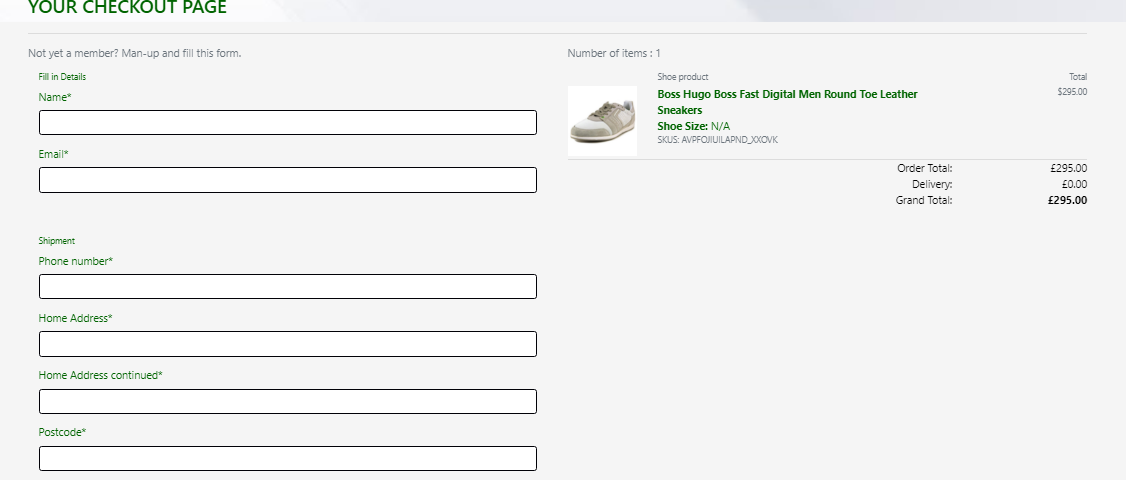 YOUR CHECKOUT PAGE
Not yet a member? Man-up and fill this form.
Fill in Details
Name*
Email*
Shipment
Phone number*
Home Address*
Home Address continued*
Postcode*
Number of items : 1
Shoe product Total
Boss Hugo Boss Fast Digital Men Round Toe Leather $295.00
Sneakers
Shoe Size: N/A
SKUS: AVPFOJIUILAPND_XXOVK
Order Total: £295.00
Delivery: £0.00
Grand Total: £295.00